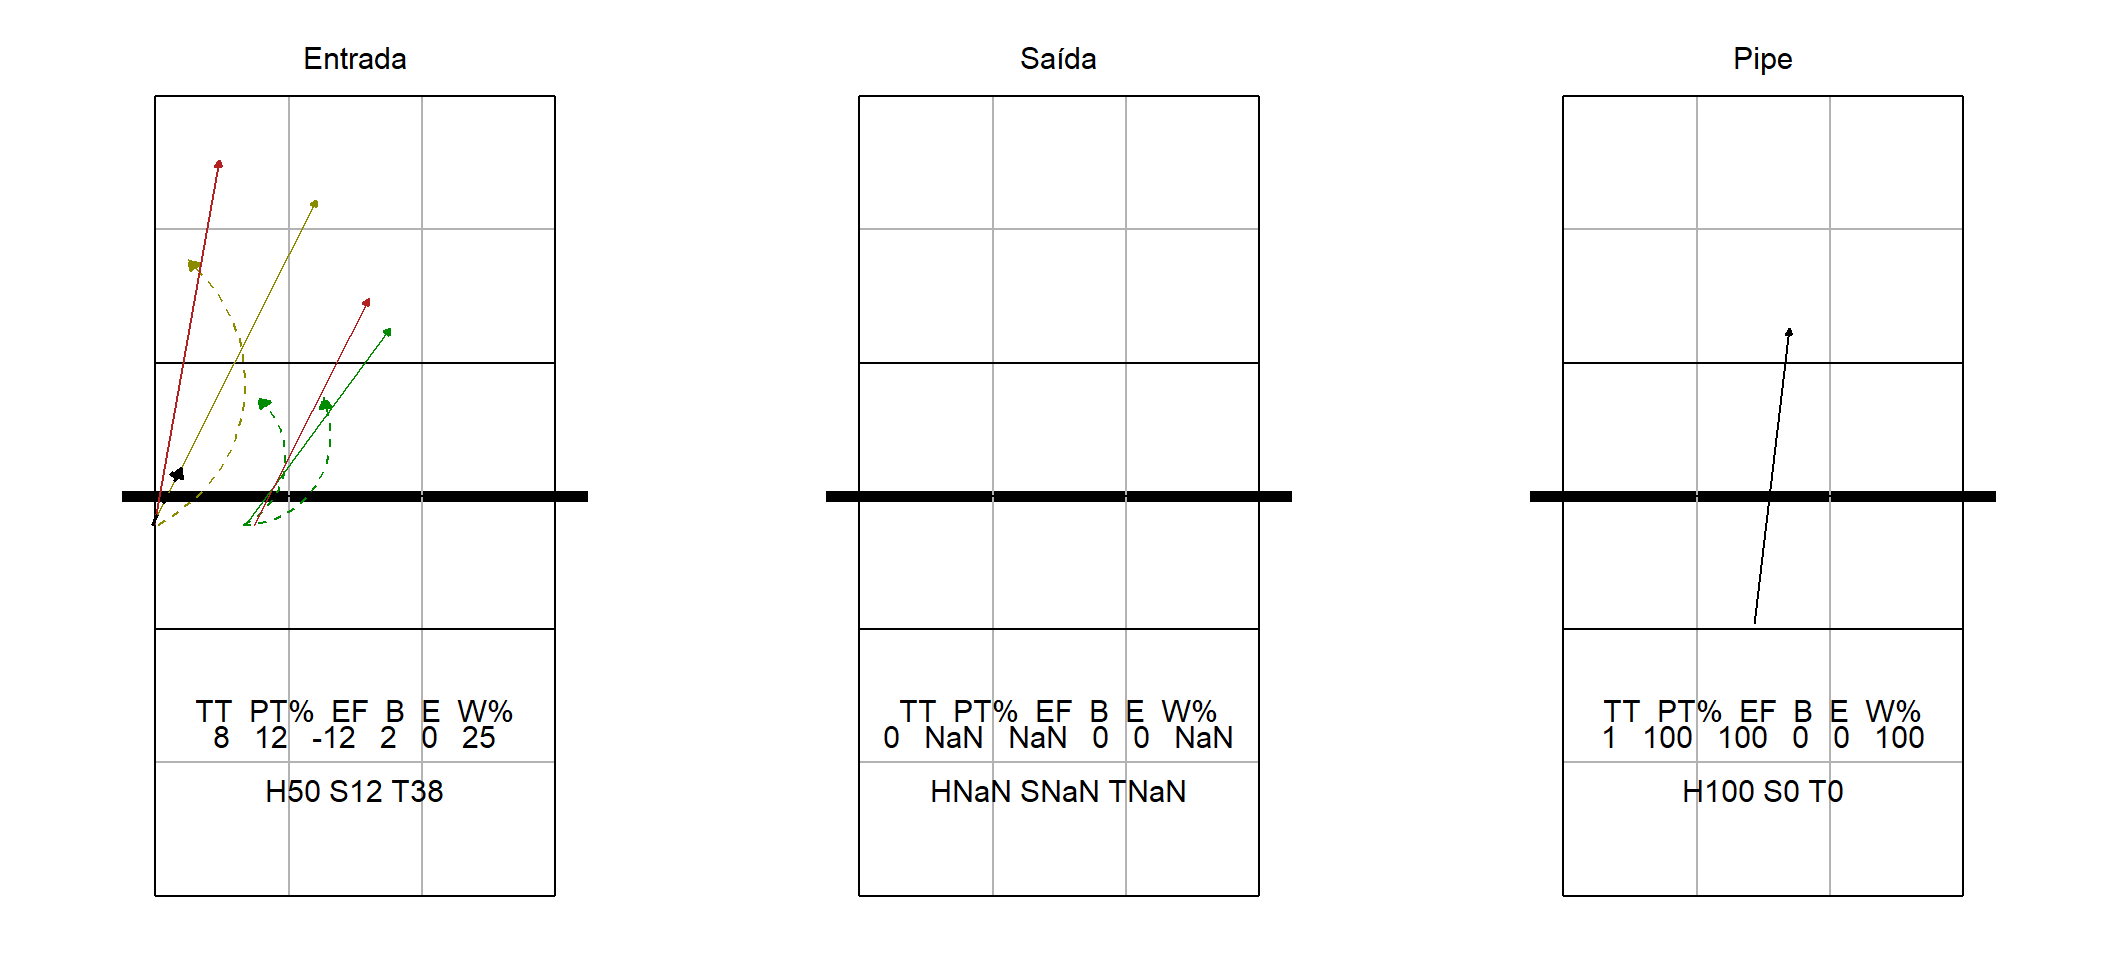 Entrada
TT PT% EF B E W%
8 12 -12 2 0 25
H50 S12 T38
Saída
TT PT% EF B E W%
0 NaN NaN 0 0 NaN
HNaN SNaN TNaN
Pipe
TT PT% EF B E W%
1 100 100 0 0 100
H100 S0 T0